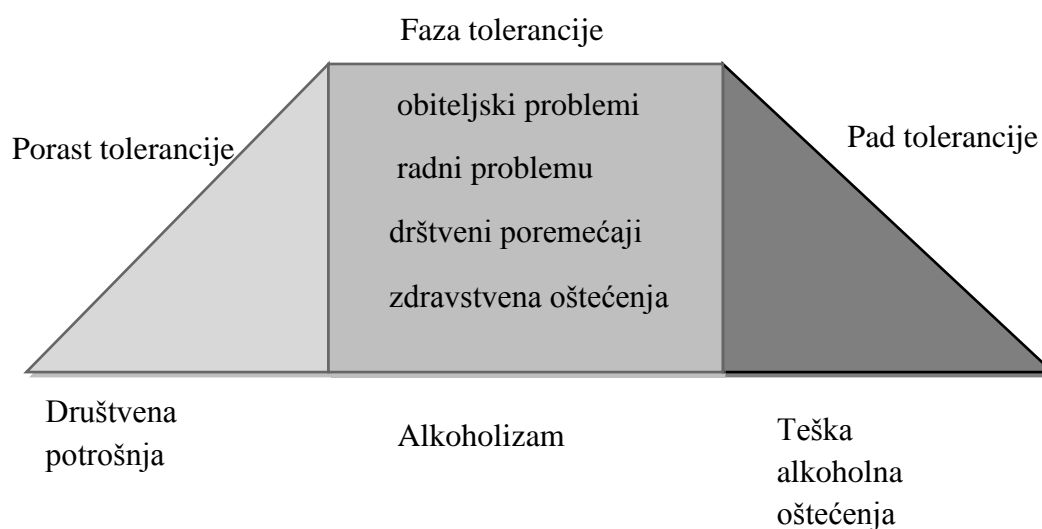 Faza tolerancije
obiteljski problemi
Porast tolerancije
Pad tolerancije
radni problemu
drštveni poremećaji
zdravstvena oštećenja
Društvena
potrošnja
Alkoholizam
Teška
alkoholna
oštećenja